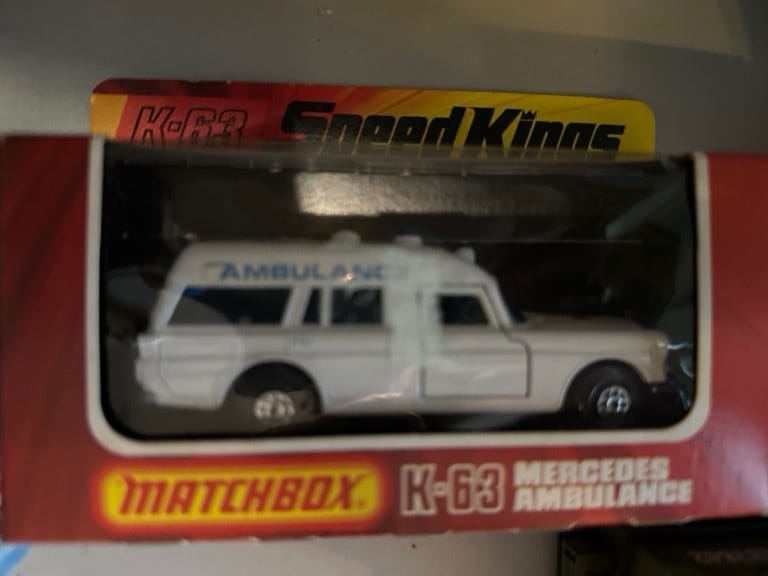 K-63 Speed Kings
AMBULANCE
MATCHBOX®
K-63 MERCEDES
AMBULANCE